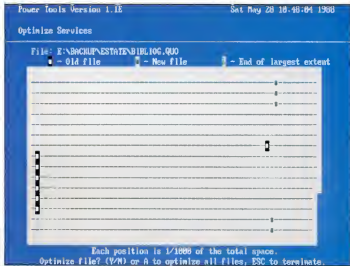 Power Tools Version 1.1E Sat May 28 10:48:04 1988
Optimize Services
File: E:\BACKUP\ESTATE\BIBLIOG.QUO
- Old file - New file - End of largest extent
Each position is 1/1000 of the total space.
Optimize file? (Y/N) or A to optimize all files, ESC to terminate.